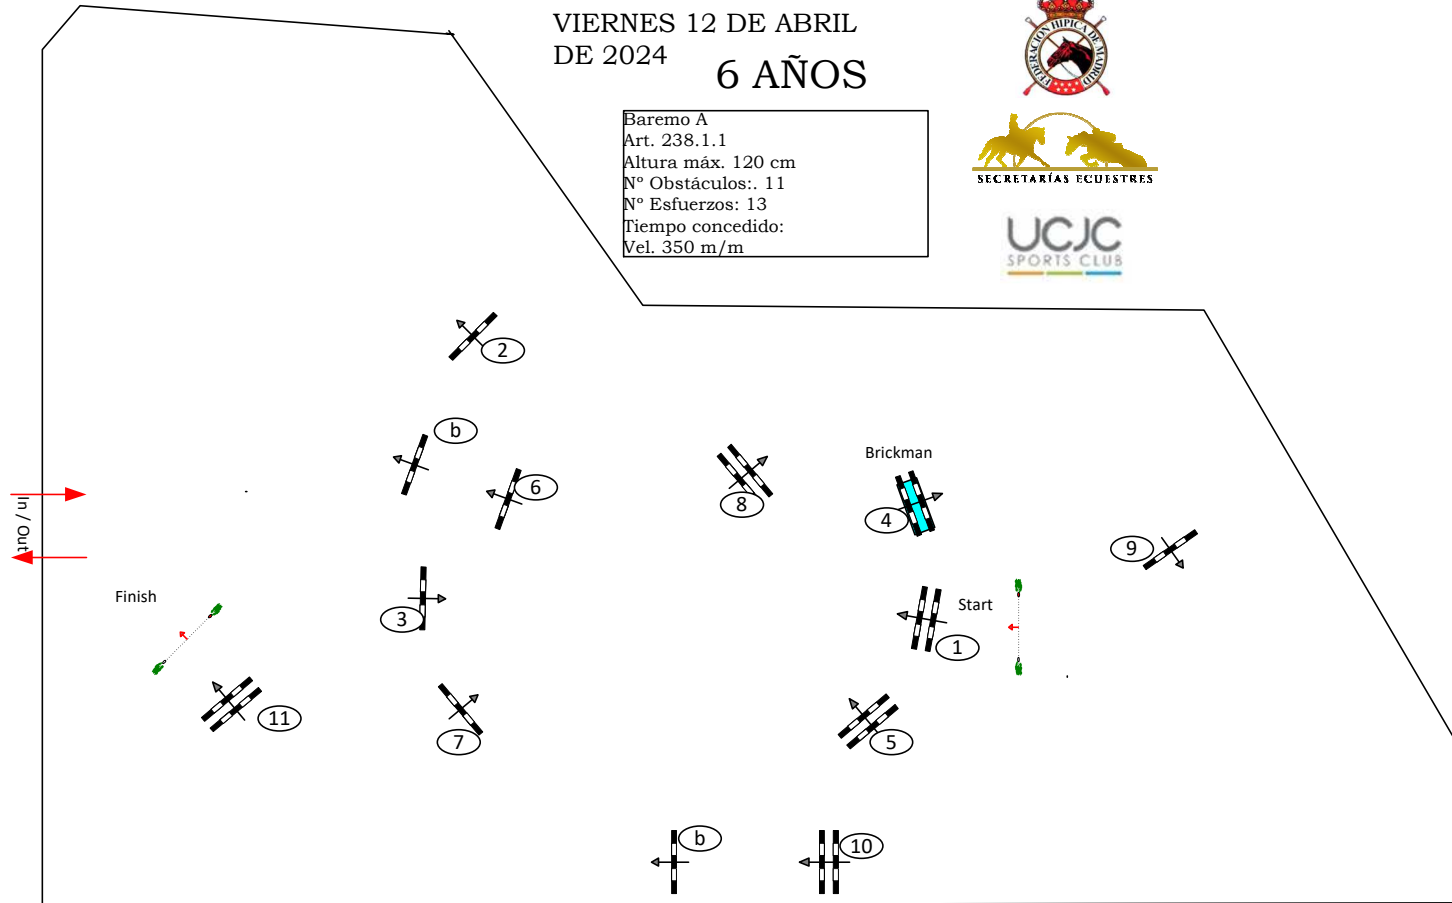 VIERNES 12 DE ABRIL
DE 2024
6 AÑOS
FEDERACION HIPICA DE MADRID
Baremo A
Art. 238.1.1
Altura máx. 120 cm
Nº Obstáculos:. 11
Nº Esfuerzos: 13
Tiempo concedido:
Vel. 350 m/m
SECRETARÍAS ECUESTRES
UCJC
SPORTS CLUB
2
b
6
8
Brickman
4
9
In / Out
Finish
3
Start
1
11
7
5
b
10